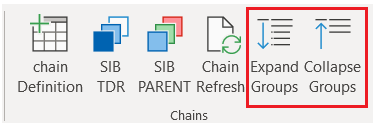 chain SIB SIB Chain Expand Collapse
Definition TDR PARENT Refresh Groups Groups
Chains